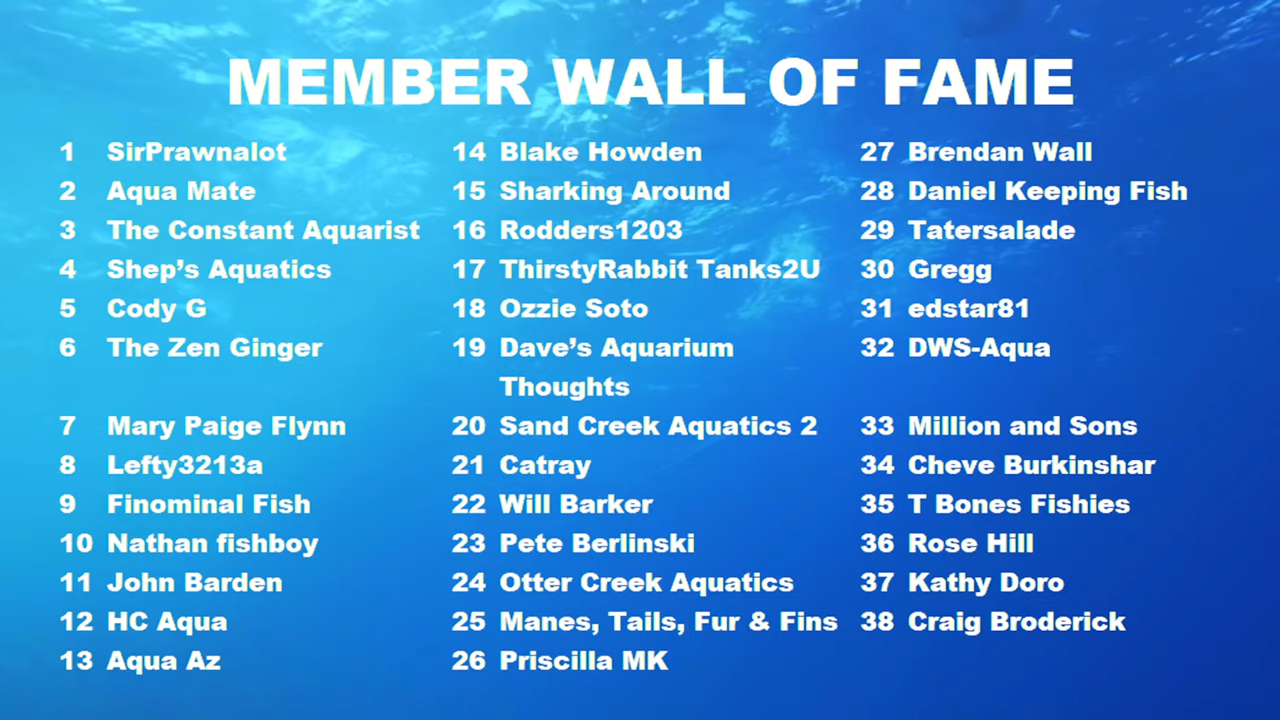 MEMBER WALL OF FAME
1 SirPrawnalot
2 Aqua Mate
3 The Constant Aquarist
4 Shep’s Aquatics
5 Cody G
6 The Zen Ginger
7 Mary Paige Flynn
8 Lefty3213a
9 Finominal Fish
10 Nathan fishboy
11 John Barden
12 HC Aqua
13 Aqua Az
14 Blake Howden
15 Sharking Around
16 Rodders1203
17 ThirstyRabbit Tanks2U
18 Ozzie Soto
19 Dave’s Aquarium
Thoughts
20 Sand Creek Aquatics 2
21 Catray
22 Will Barker
23 Pete Berlinski
24 Otter Creek Aquatics
25 Manes, Tails, Fur & Fins
26 Priscilla MK
27 Brendan Wall
28 Daniel Keeping Fish
29 Tatersalade
30 Gregg
31 edstar81
32 DWS-Aqua
33 Million and Sons
34 Cheve Burkinshar
35 T Bones Fishies
36 Rose Hill
37 Kathy Doro
38 Craig Broderick